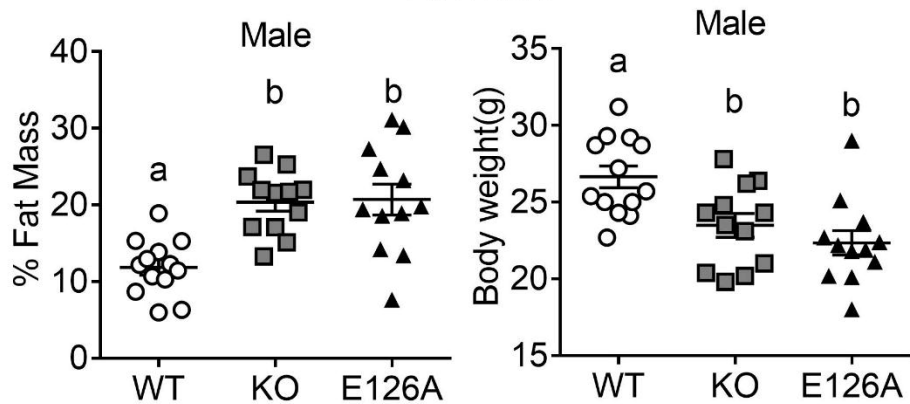 Male
% Fat Mass
40
30
20
10
0
a
b
b
WT
KO
E126A
Male
Body weight(g)
35
30
25
20
15
a
b
b
WT
KO
E126A